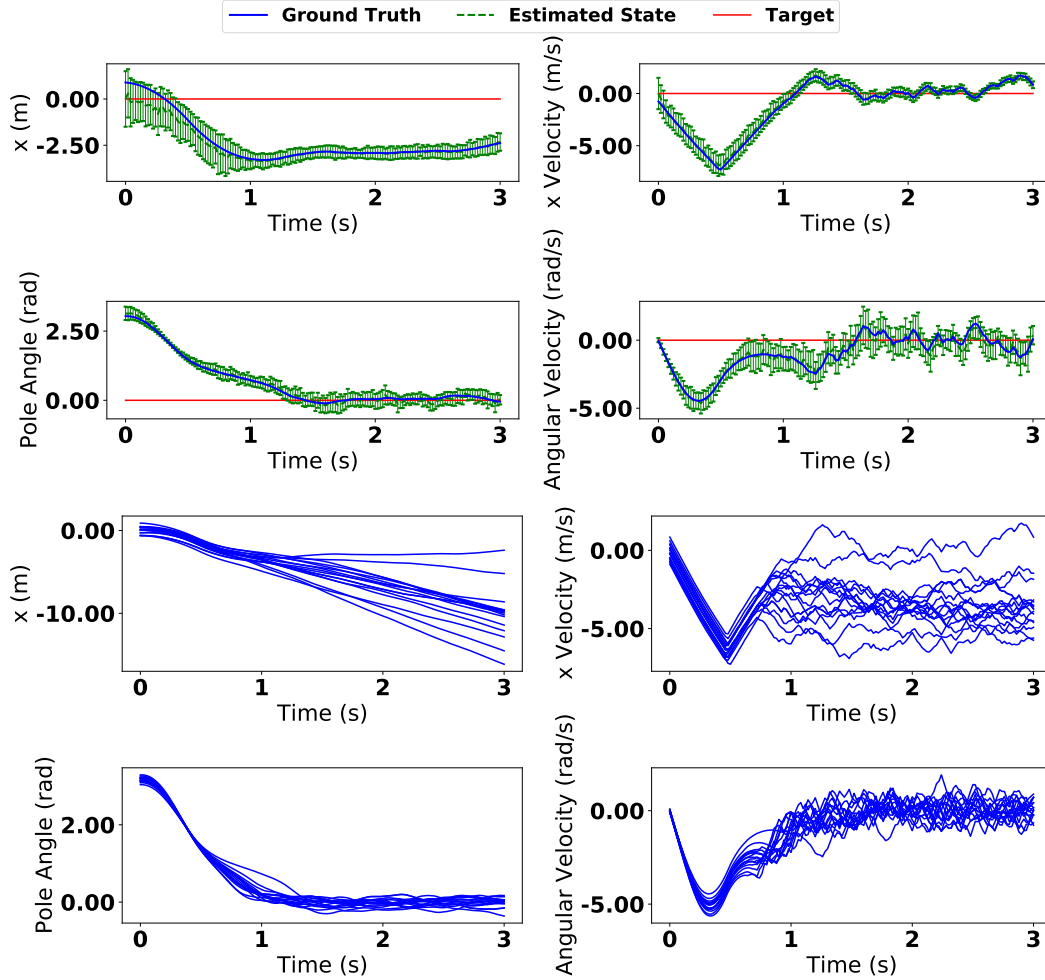 Ground Truth Estimated State Target
x (m)
0.00
-2.50
0 1 2 3
Time (s)
x Velocity (m/s)
0.00
-5.00
0 1 2 3
Time (s)
Pole Angle (rad)
2.50
0.00
0 1 2 3
Time (s)
Angular Velocity (rad/s)
0.00
-5.00
0 1 2 3
Time (s)
x (m)
0.00
-10.00
0 1 2 3
Time (s)
x Velocity (m/s)
0.00
-5.00
0 1 2 3
Time (s)
Pole Angle (rad)
2.00
0.00
0 1 2 3
Time (s)
Angular Velocity (rad/s)
0.00
-5.00
0 1 2 3
Time (s)